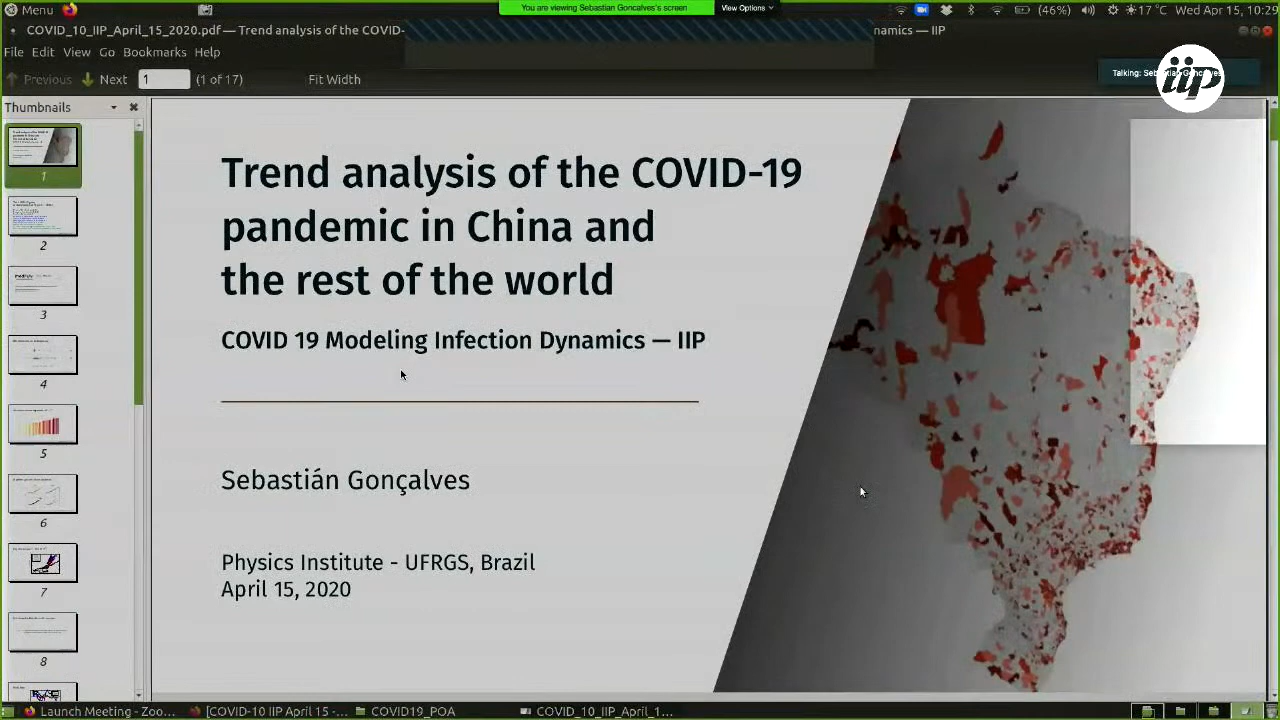 Menu
You are viewing Sebastian Goncalves's screen
View Options
(46%)
17 °C
Wed Apr 15, 10:29
COVID_10_IIP_April_15_2020.pdf — Trend analysis of the COVID-
namics — IIP
File Edit View Go Bookmarks Help
Previous
Next
1
(1 of 17)
Fit Width
Talking: Sebastian Goncalves
iip
Thumbnails
1
2
3
4
5
6
7
8
Trend analysis of the COVID-19
pandemic in China and
the rest of the world
COVID 19 Modeling Infection Dynamics — IIP
Sebastián Gonçalves
Physics Institute - UFRGS, Brazil
April 15, 2020
Launch Meeting - Zoo...
[COVID-10 IIP April 15 -...
COVID19_POA
COVID_10_IIP_April_1...